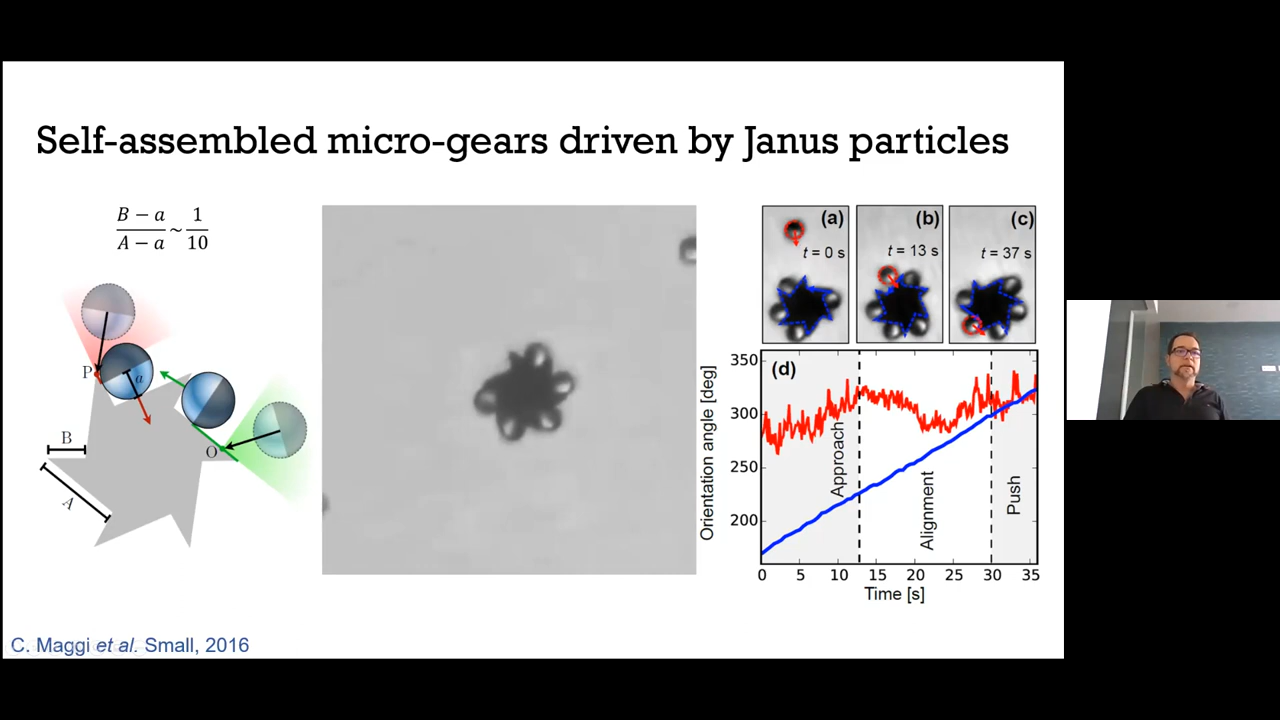 Self-assembled micro-gears driven by Janus particles
B − a
A − a
~
1
10
P
a
B
O
A
(a)
t = 0 s
(b)
t = 13 s
(c)
t = 37 s
(d)
350
300
250
200
Orientation angle [deg]
Approach
Alignment
Push
0 5 10 15 20 25 30 35
Time [s]
C. Maggi et al. Small, 2016